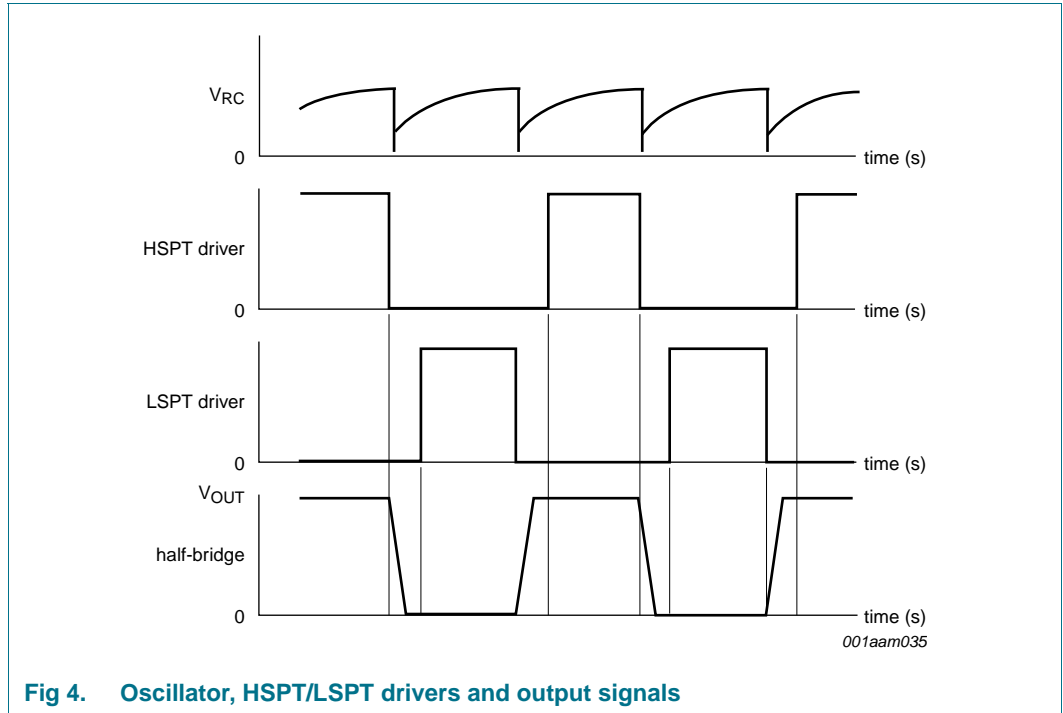 VRC
0
time (s)
HSPT driver
0
time (s)
LSPT driver
0
time (s)
VOUT
half-bridge
0
time (s)
001aam035
Fig 4. Oscillator, HSPT/LSPT drivers and output signals